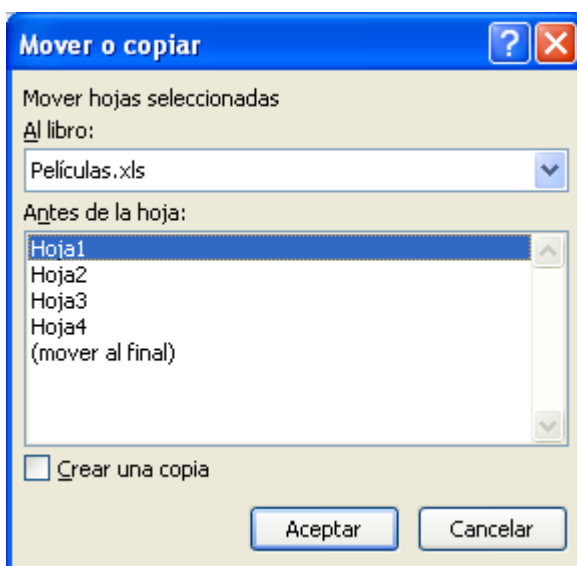 Mover o copiar
Mover hojas seleccionadas
Al libro:
Películas.xls
Antes de la hoja:
Hoja1
Hoja2
Hoja3
Hoja4
(mover al final)
Crear una copia
Aceptar Cancelar